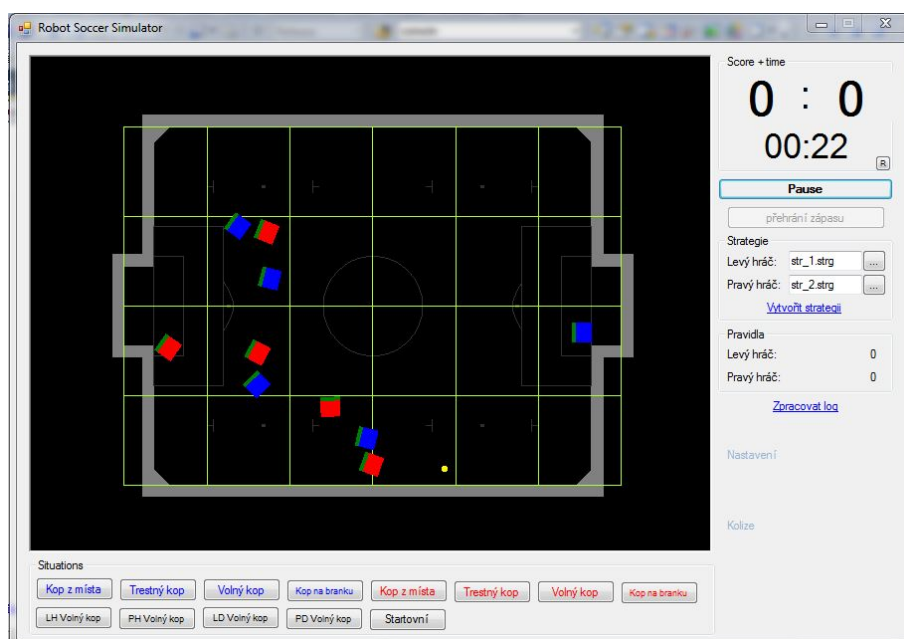 Robot Soccer Simulator
Score + time
0 : 0
00:22
R
Pause
přehrání zápasu
Strategie
Levý hráč: str_1.strg ...
Pravý hráč: str_2.strg ...
Vytvořit strategii
Pravidla
Levý hráč: 0
Pravý hráč: 0
Zpracovat log
Nastavení
Kolize
Situations
Kop z místa Trestný kop Volný kop Kop na branku Kop z místa Trestný kop Volný kop Kop na branku
LH Volný kop PH Volný kop LD Volný kop PD Volný kop Startovní